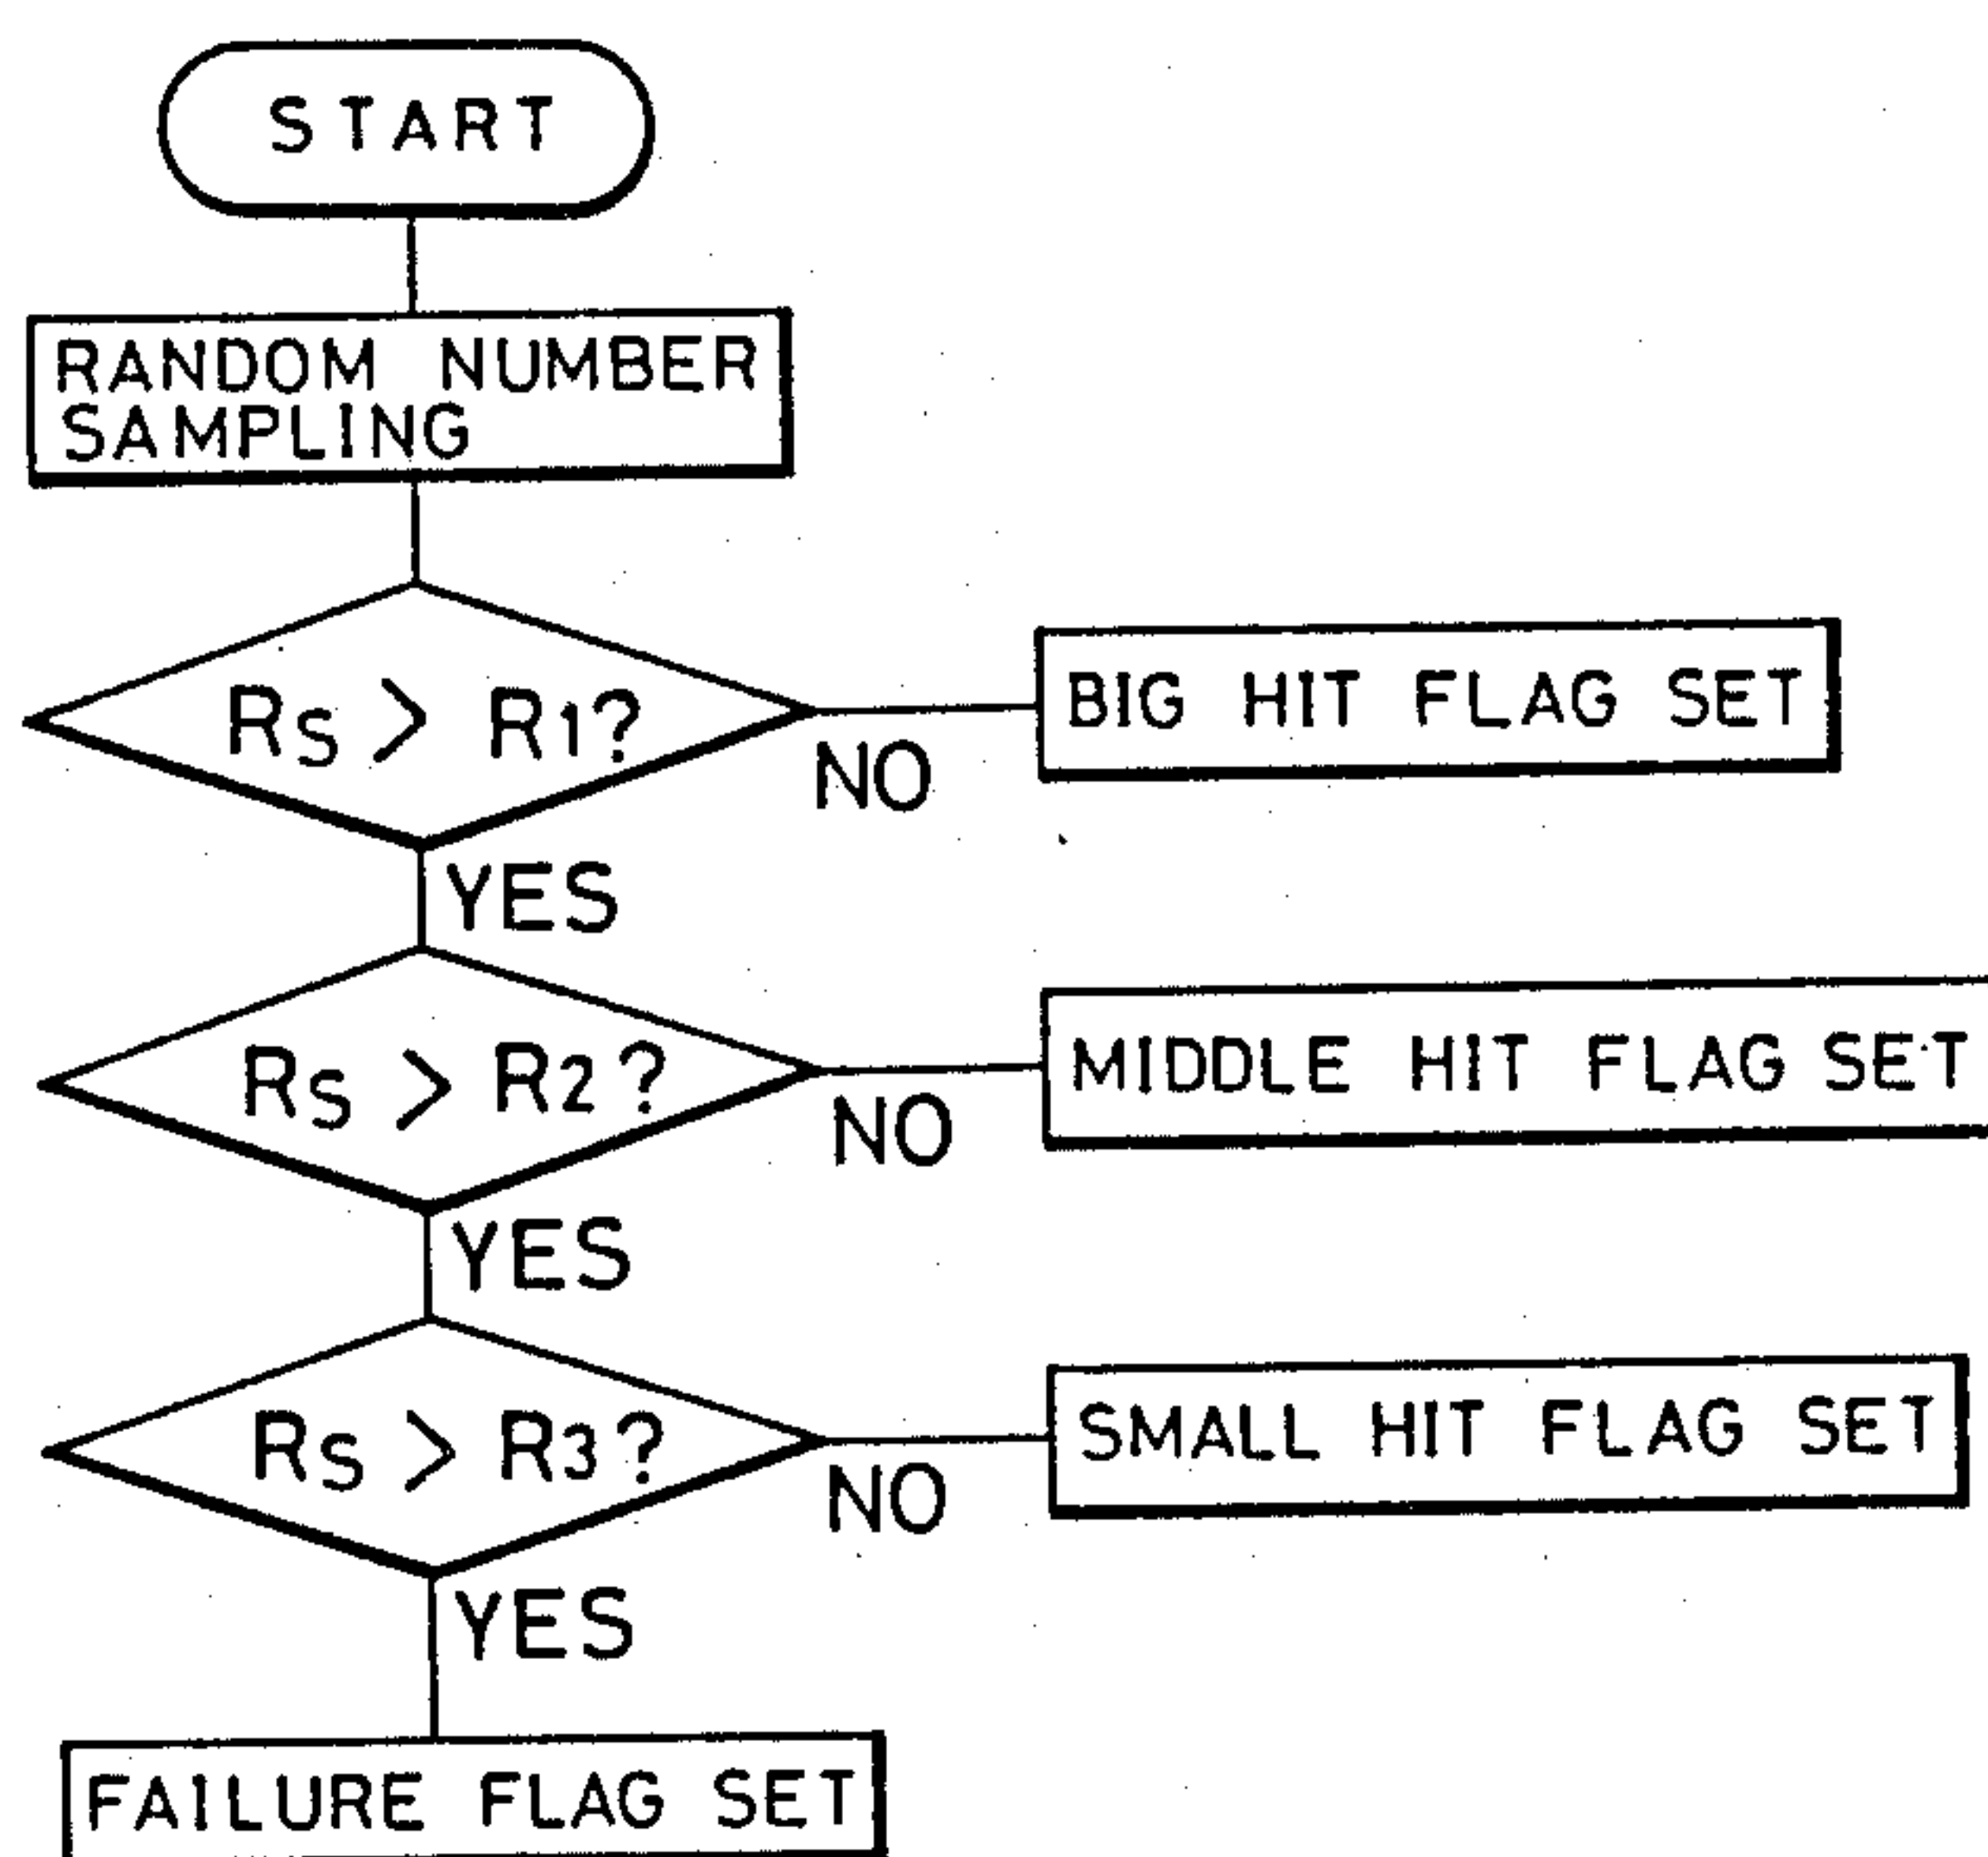 START
RANDOM NUMBER
SAMPLING
RS > R1?
BIG HIT FLAG SET
NO
YES
RS > R2?
MIDDLE HIT FLAG SET
NO
YES
RS > R3?
SMALL HIT FLAG SET
NO
YES
FAILURE FLAG SET